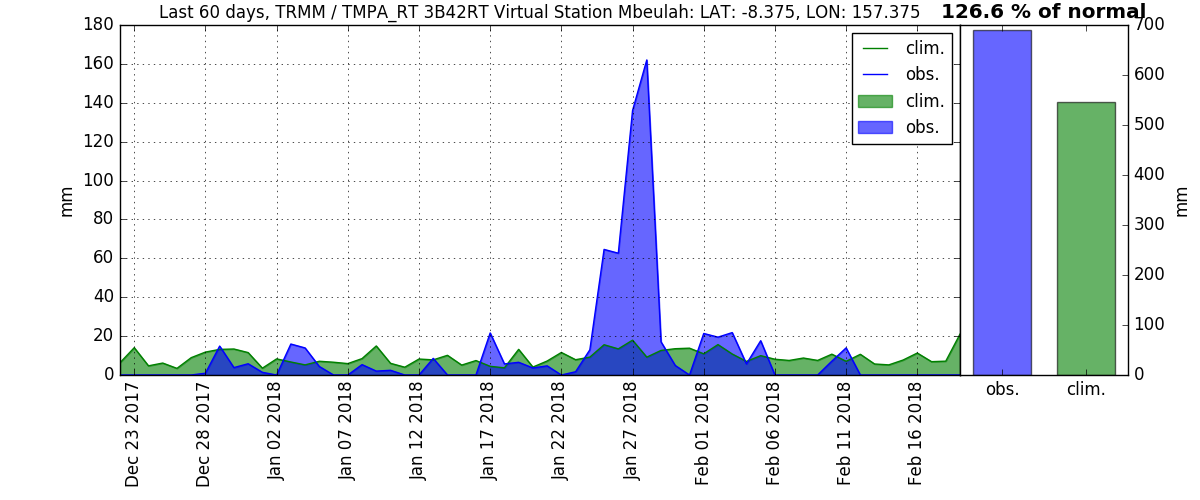 Last 60 days, TRMM / TMPA_RT 3B42RT Virtual Station Mbeulah: LAT: -8.375, LON: 157.375
126.6 % of normal
180
160
140
120
100
80
60
40
20
0
mm
clim.
obs.
clim.
obs.
Dec 23 2017
Dec 28 2017
Jan 02 2018
Jan 07 2018
Jan 12 2018
Jan 17 2018
Jan 22 2018
Jan 27 2018
Feb 01 2018
Feb 06 2018
Feb 11 2018
Feb 16 2018
700
600
500
400
300
200
100
0
mm
obs.
clim.